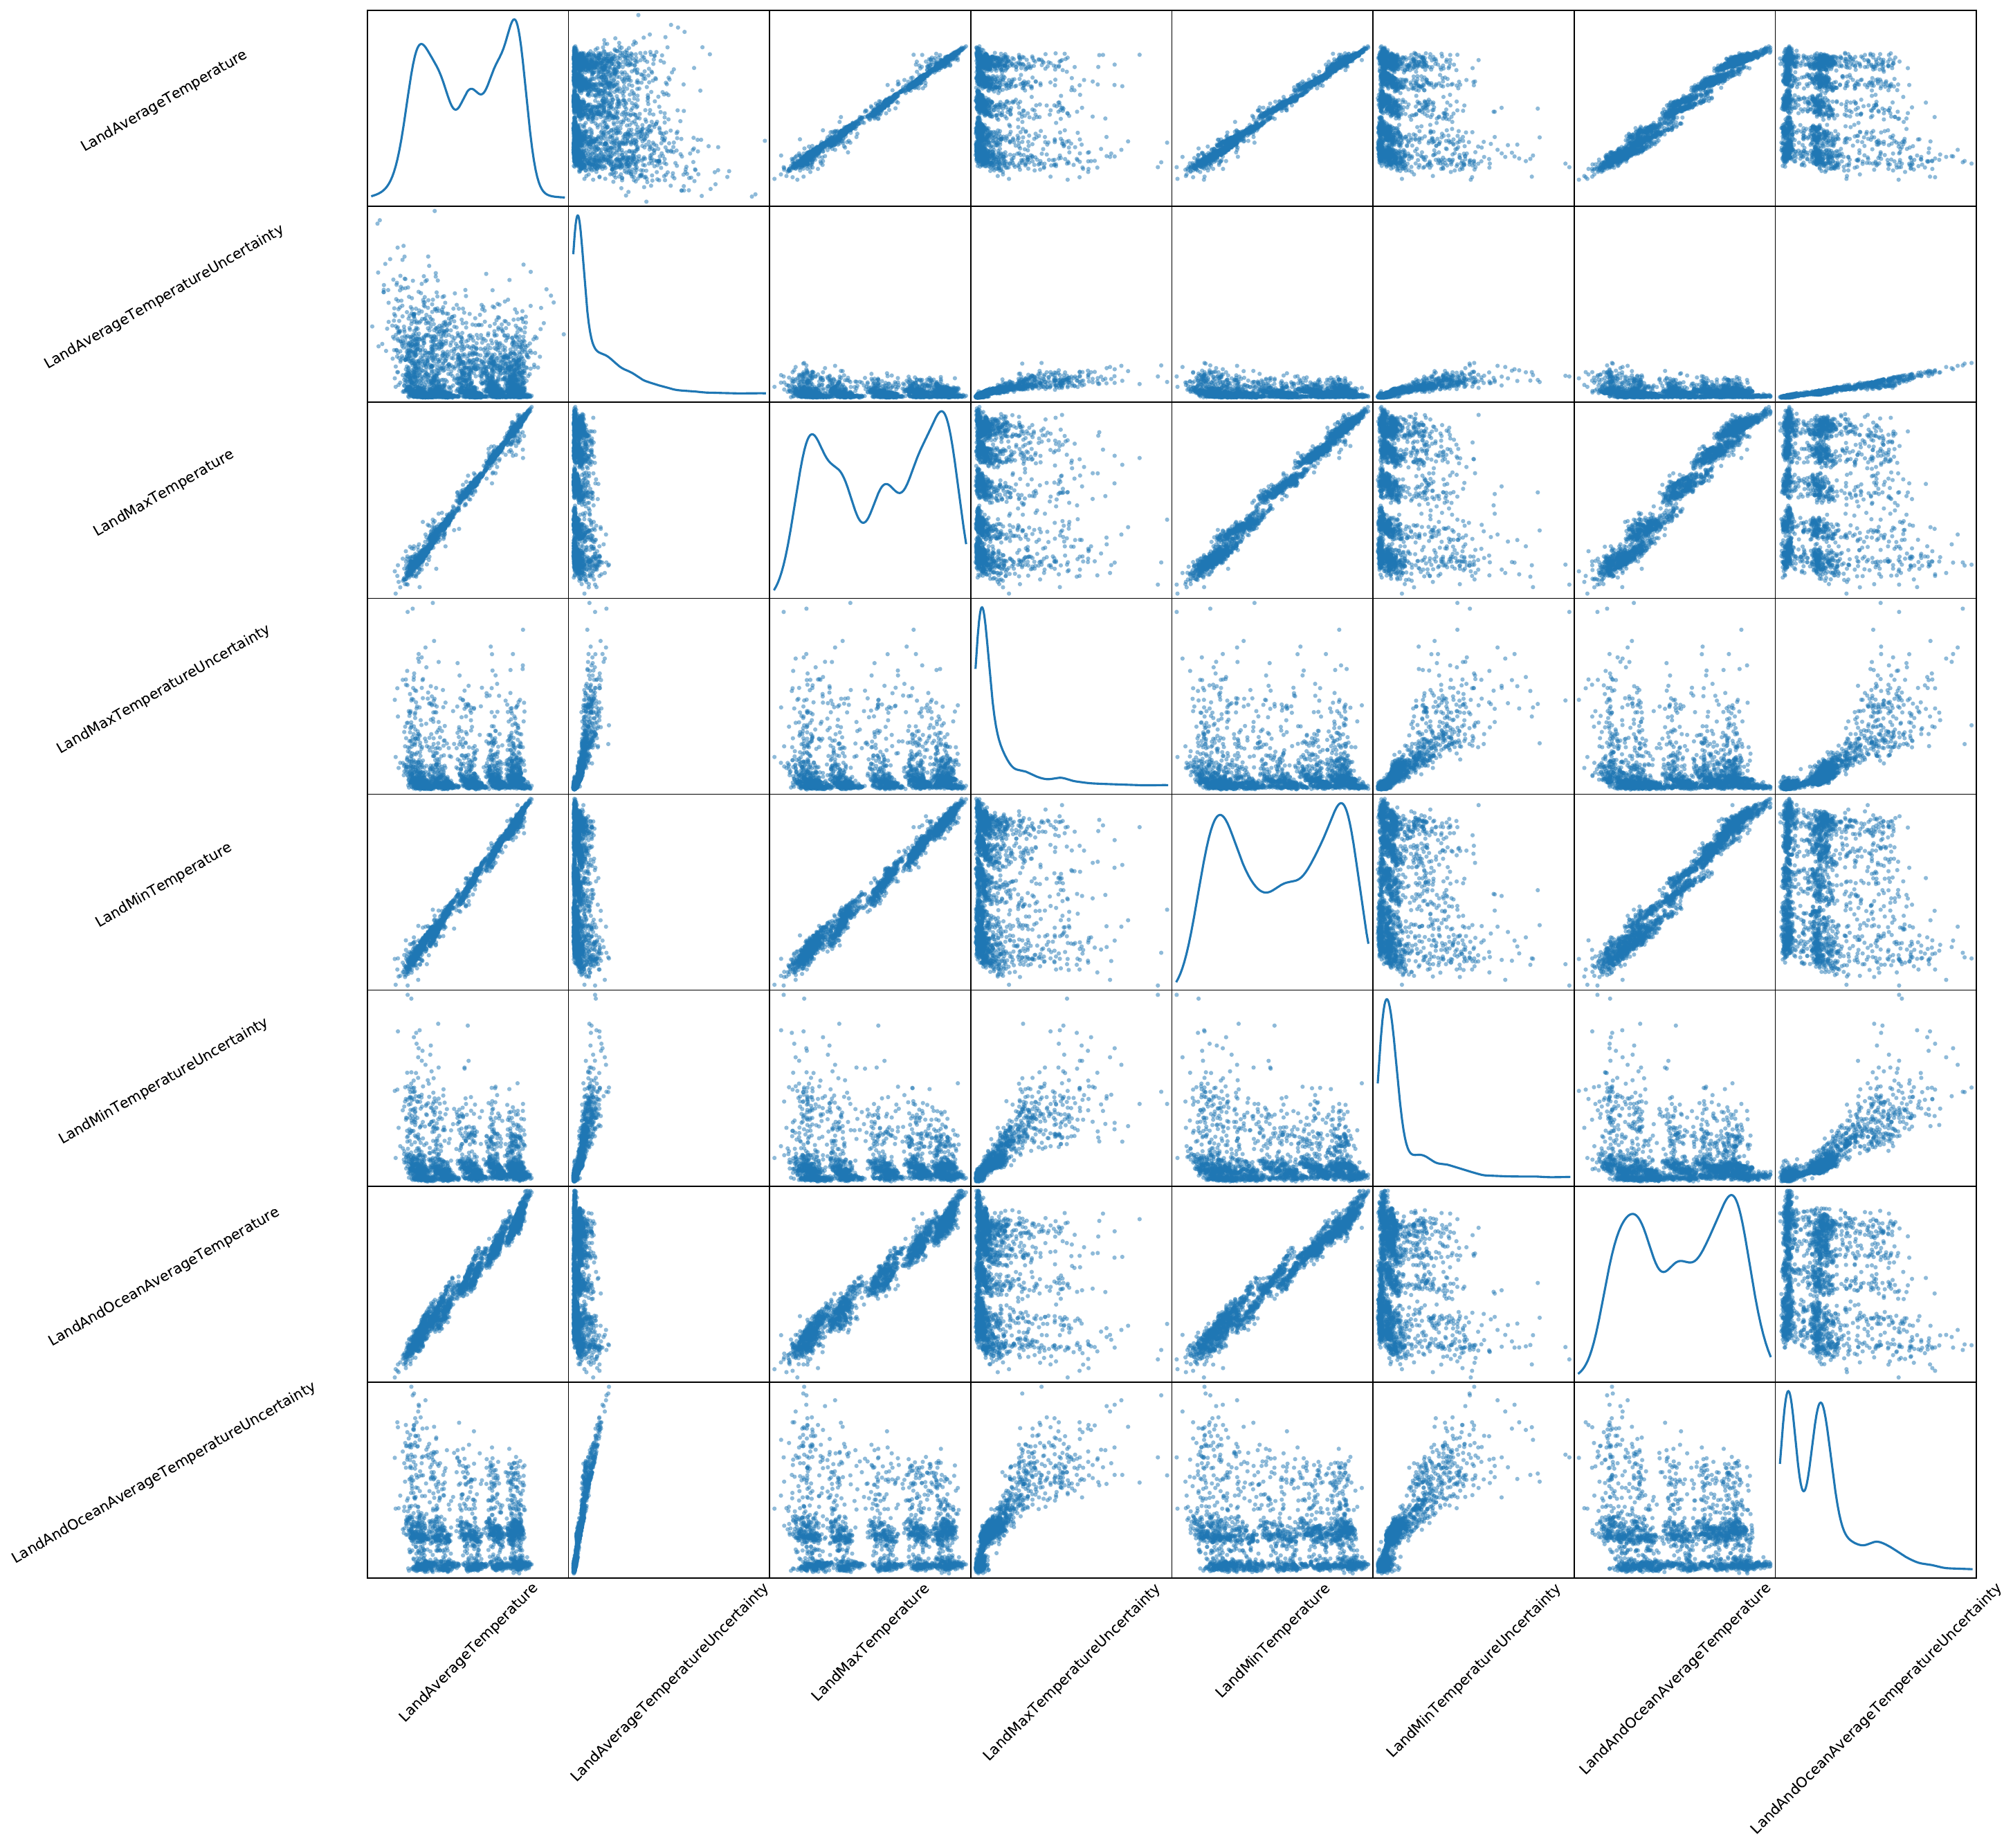 LandAverageTemperature
LandAverageTemperatureUncertainty
LandMaxTemperature
LandMaxTemperatureUncertainty
LandMinTemperature
LandMinTemperatureUncertainty
LandAndOceanAverageTemperature
LandAndOceanAverageTemperatureUncertainty
LandAverageTemperature
LandAverageTemperatureUncertainty
LandMaxTemperature
LandMaxTemperatureUncertainty
LandMinTemperature
LandMinTemperatureUncertainty
LandAndOceanAverageTemperature
LandAndOceanAverageTemperatureUncertainty